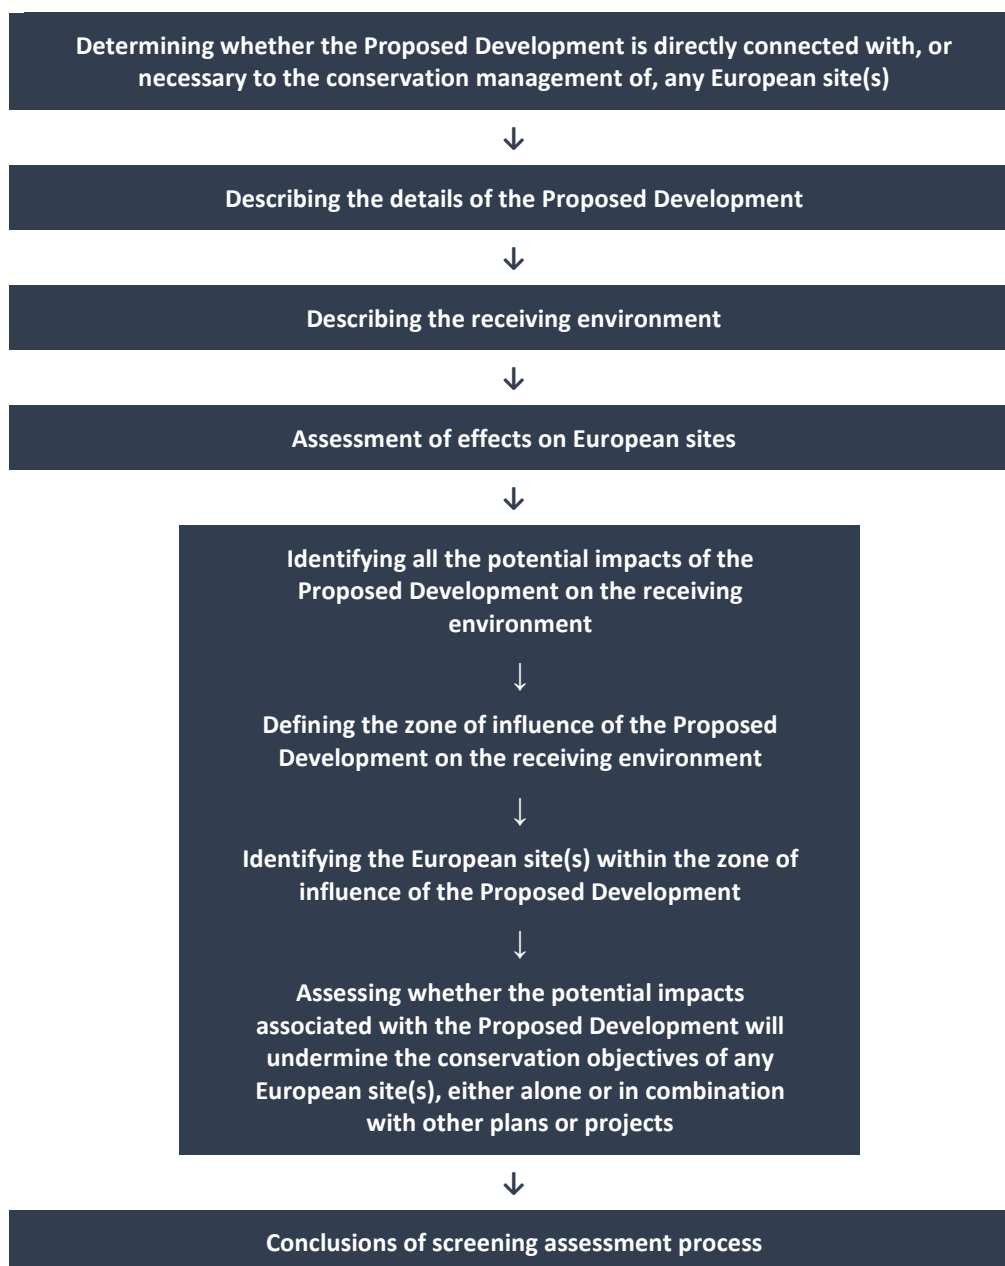 Determining whether the Proposed Development is directly connected with, or
necessary to the conservation management of, any European site(s)
↓
Describing the details of the Proposed Development
↓
Describing the receiving environment
↓
Assessment of effects on European sites
↓
Identifying all the potential impacts of the
Proposed Development on the receiving
environment
↓
Defining the zone of influence of the Proposed
Development on the receiving environment
↓
Identifying the European site(s) within the zone of
influence of the Proposed Development
↓
Assessing whether the potential impacts
associated with the Proposed Development will
undermine the conservation objectives of any
European site(s), either alone or in combination
with other plans or projects
↓
Conclusions of screening assessment process